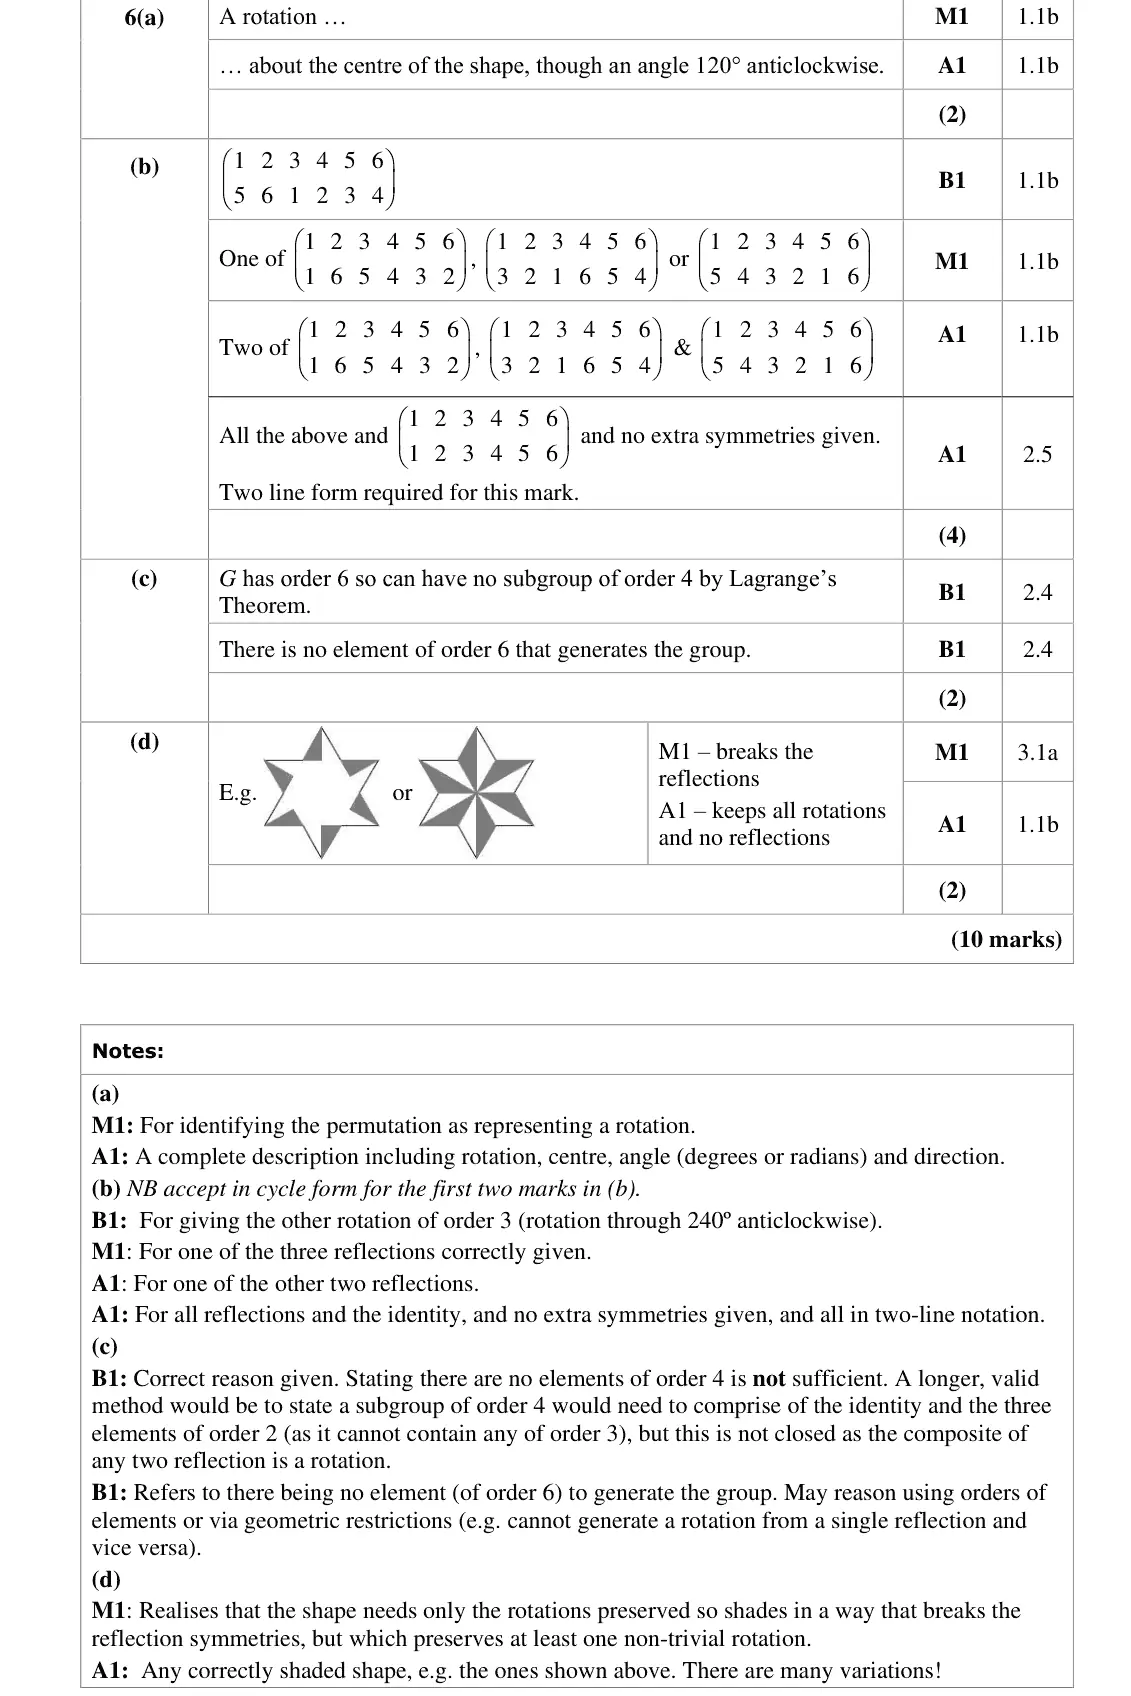 6(a) A rotation … M1 1.1b
… about the centre of the shape, though an angle 120° anticlockwise. A1 1.1b
(2)
(b) (1 2 3 4 5 6
5 6 1 2 3 4) B1 1.1b
One of (1 2 3 4 5 6
1 6 5 4 3 2), (1 2 3 4 5 6
3 2 1 6 5 4) or (1 2 3 4 5 6
5 4 3 2 1 6) M1 1.1b
Two of (1 2 3 4 5 6
1 6 5 4 3 2), (1 2 3 4 5 6
3 2 1 6 5 4) & (1 2 3 4 5 6
5 4 3 2 1 6) A1 1.1b
All the above and (1 2 3 4 5 6
1 2 3 4 5 6) and no extra symmetries given.
Two line form required for this mark. A1 2.5
(4)
(c) G has order 6 so can have no subgroup of order 4 by Lagrange’s
Theorem. B1 2.4
There is no element of order 6 that generates the group. B1 2.4
(2)
(d) E.g. or
M1 – breaks the
reflections M1 3.1a
A1 – keeps all rotations
and no reflections A1 1.1b
(2)
(10 marks)
Notes:
(a)
M1: For identifying the permutation as representing a rotation.
A1: A complete description including rotation, centre, angle (degrees or radians) and direction.
(b) NB accept in cycle form for the first two marks in (b).
B1: For giving the other rotation of order 3 (rotation through 240º anticlockwise).
M1: For one of the three reflections correctly given.
A1: For one of the other two reflections.
A1: For all reflections and the identity, and no extra symmetries given, and all in two-line notation.
(c)
B1: Correct reason given. Stating there are no elements of order 4 is not sufficient. A longer, valid
method would be to state a subgroup of order 4 would need to comprise of the identity and the three
elements of order 2 (as it cannot contain any of order 3), but this is not closed as the composite of
any two reflection is a rotation.
B1: Refers to there being no element (of order 6) to generate the group. May reason using orders of
elements or via geometric restrictions (e.g. cannot generate a rotation from a single reflection and
vice versa).
(d)
M1: Realises that the shape needs only the rotations preserved so shades in a way that breaks the
reflection symmetries, but which preserves at least one non-trivial rotation.
A1: Any correctly shaded shape, e.g. the ones shown above. There are many variations!